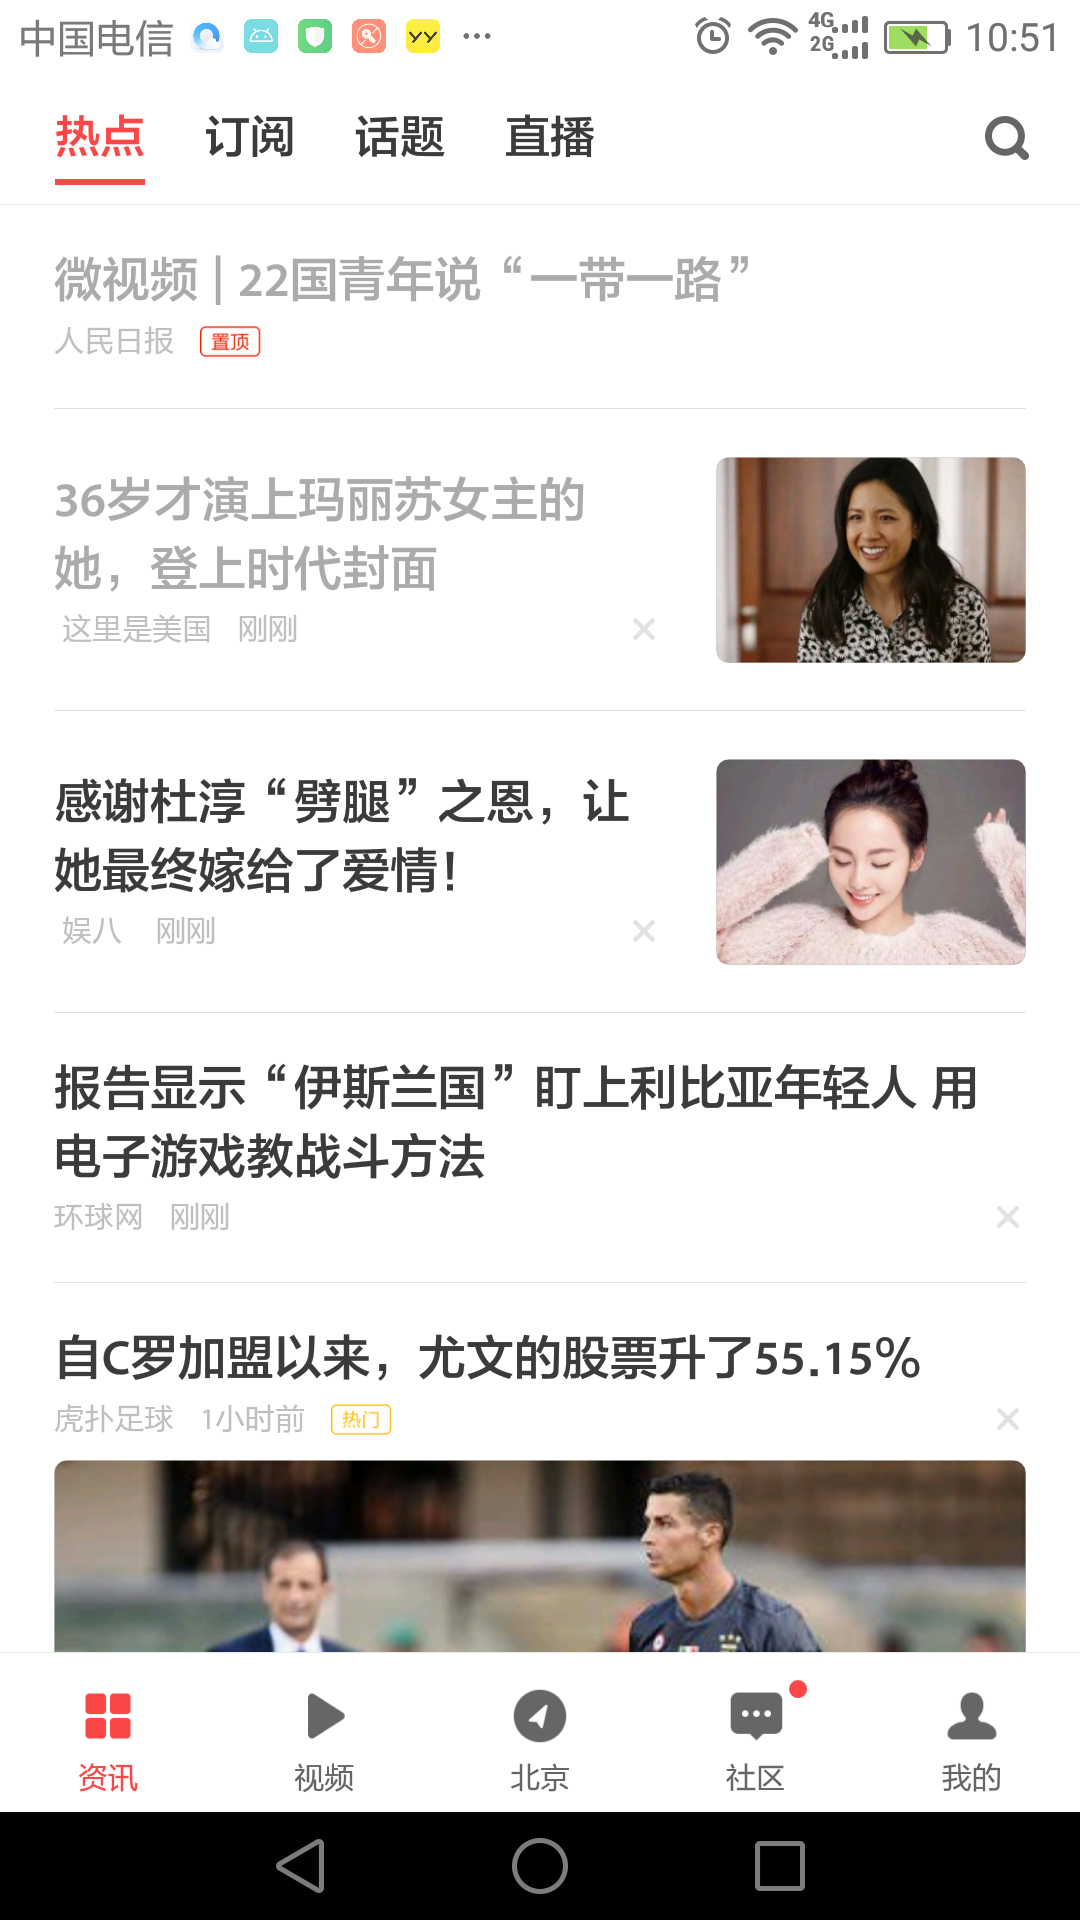 中国电信 YY ... 4G 2G 10:51
热点 订阅 话题 直播
微视频 | 22国青年说“一带一路”
人民日报 置顶
36岁才演上玛丽苏女主的
她，登上时代封面
这里是美国 刚刚
感谢杜淳“劈腿”之恩，让
她最终嫁给了爱情！
娱八 刚刚
报告显示“伊斯兰国”盯上利比亚年轻人 用
电子游戏教战斗方法
环球网 刚刚
自C罗加盟以来，尤文的股票升了55.15%
虎扑足球 1小时前 热门
资讯 视频 北京 社区 我的